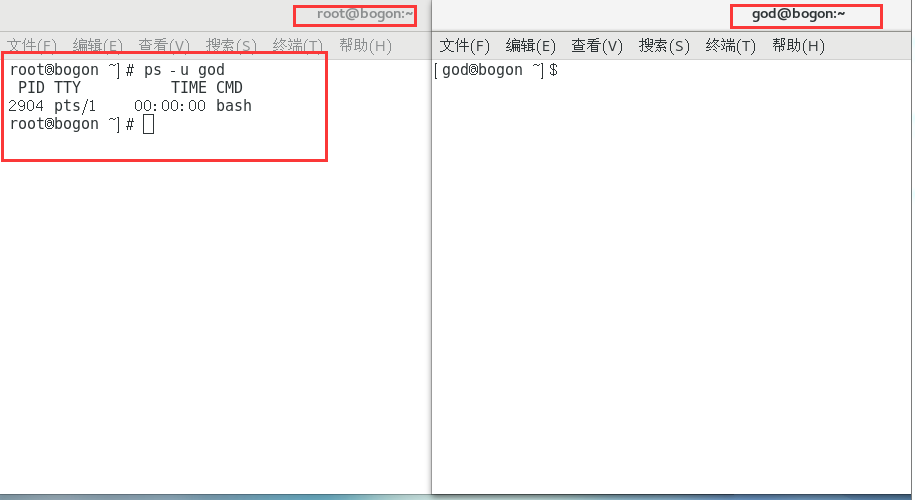 root@bogon:~
文件(F) 编辑(E) 查看(V) 搜索(S) 终端(T) 帮助(H)
root@bogon ~]# ps -u god
PID TTY TIME CMD
2904 pts/1 00:00:00 bash
root@bogon ~]#
god@bogon:~
文件(F) 编辑(E) 查看(V) 搜索(S) 终端(T) 帮助(H)
[god@bogon ~]$